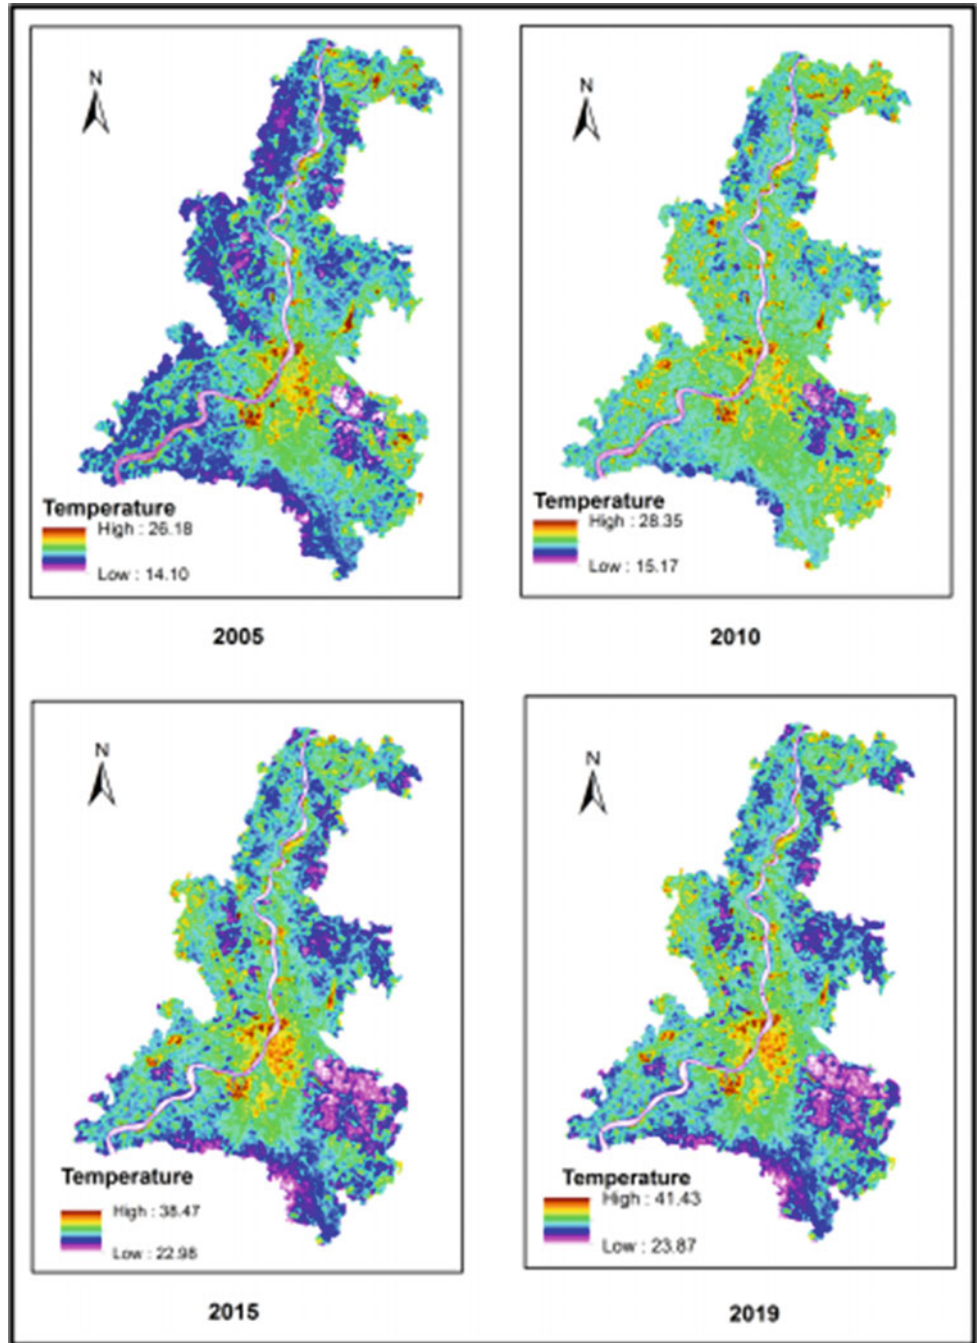 N
N
Temperature
High : 26.18
Low : 14.10
Temperature
High : 28.35
Low : 15.17
2005
2010
N
N
Temperature
High : 38.47
Low : 22.98
Temperature
High : 41.43
Low : 23.87
2015
2019